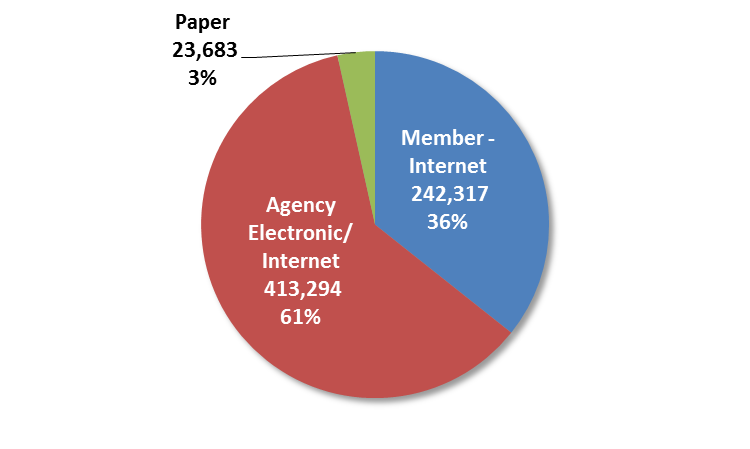 Paper
23,683
3%
Member -
Internet
242,317
36%
Agency
Electronic/
Internet
413,294
61%